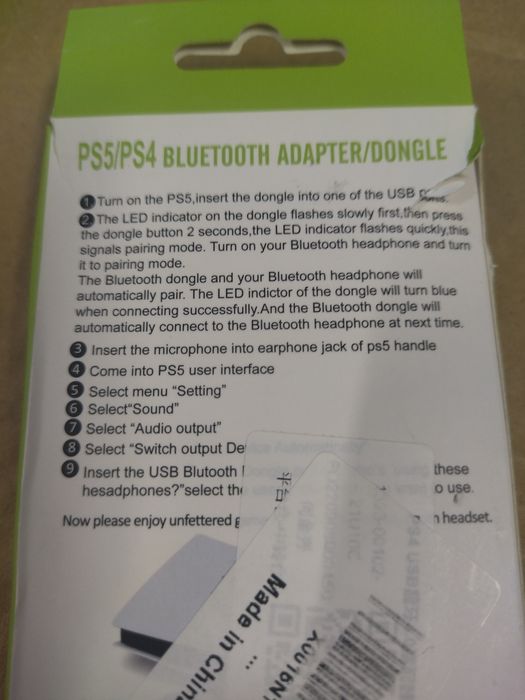 PS5/PS4 BLUETOOTH ADAPTER/DONGLE
1 Turn on the PS5,insert the dongle into one of the USB
2 The LED indicator on the dongle flashes slowly first,then press
the dongle button 2 seconds,the LED indicator flashes quickly,this
signals pairing mode. Turn on your Bluetooth headphone and turn
it to pairing mode.
The Bluetooth dongle and your Bluetooth headphone will
automatically pair. The LED indictor of the dongle will turn blue
when connecting successfully.And the Bluetooth dongle will
automatically connect to the Bluetooth headphone at next time.
3 Insert the microphone into earphone jack of ps5 handle
4 Come into PS5 user interface
5 Select menu "Setting"
6 Select"Sound"
7 Select "Audio output"
8 Select "Switch output Device Automatically"
9 Insert the USB Blutooth these
hesadphones?"select the to use.
Now please enjoy unfettered headset.
Made in China
...